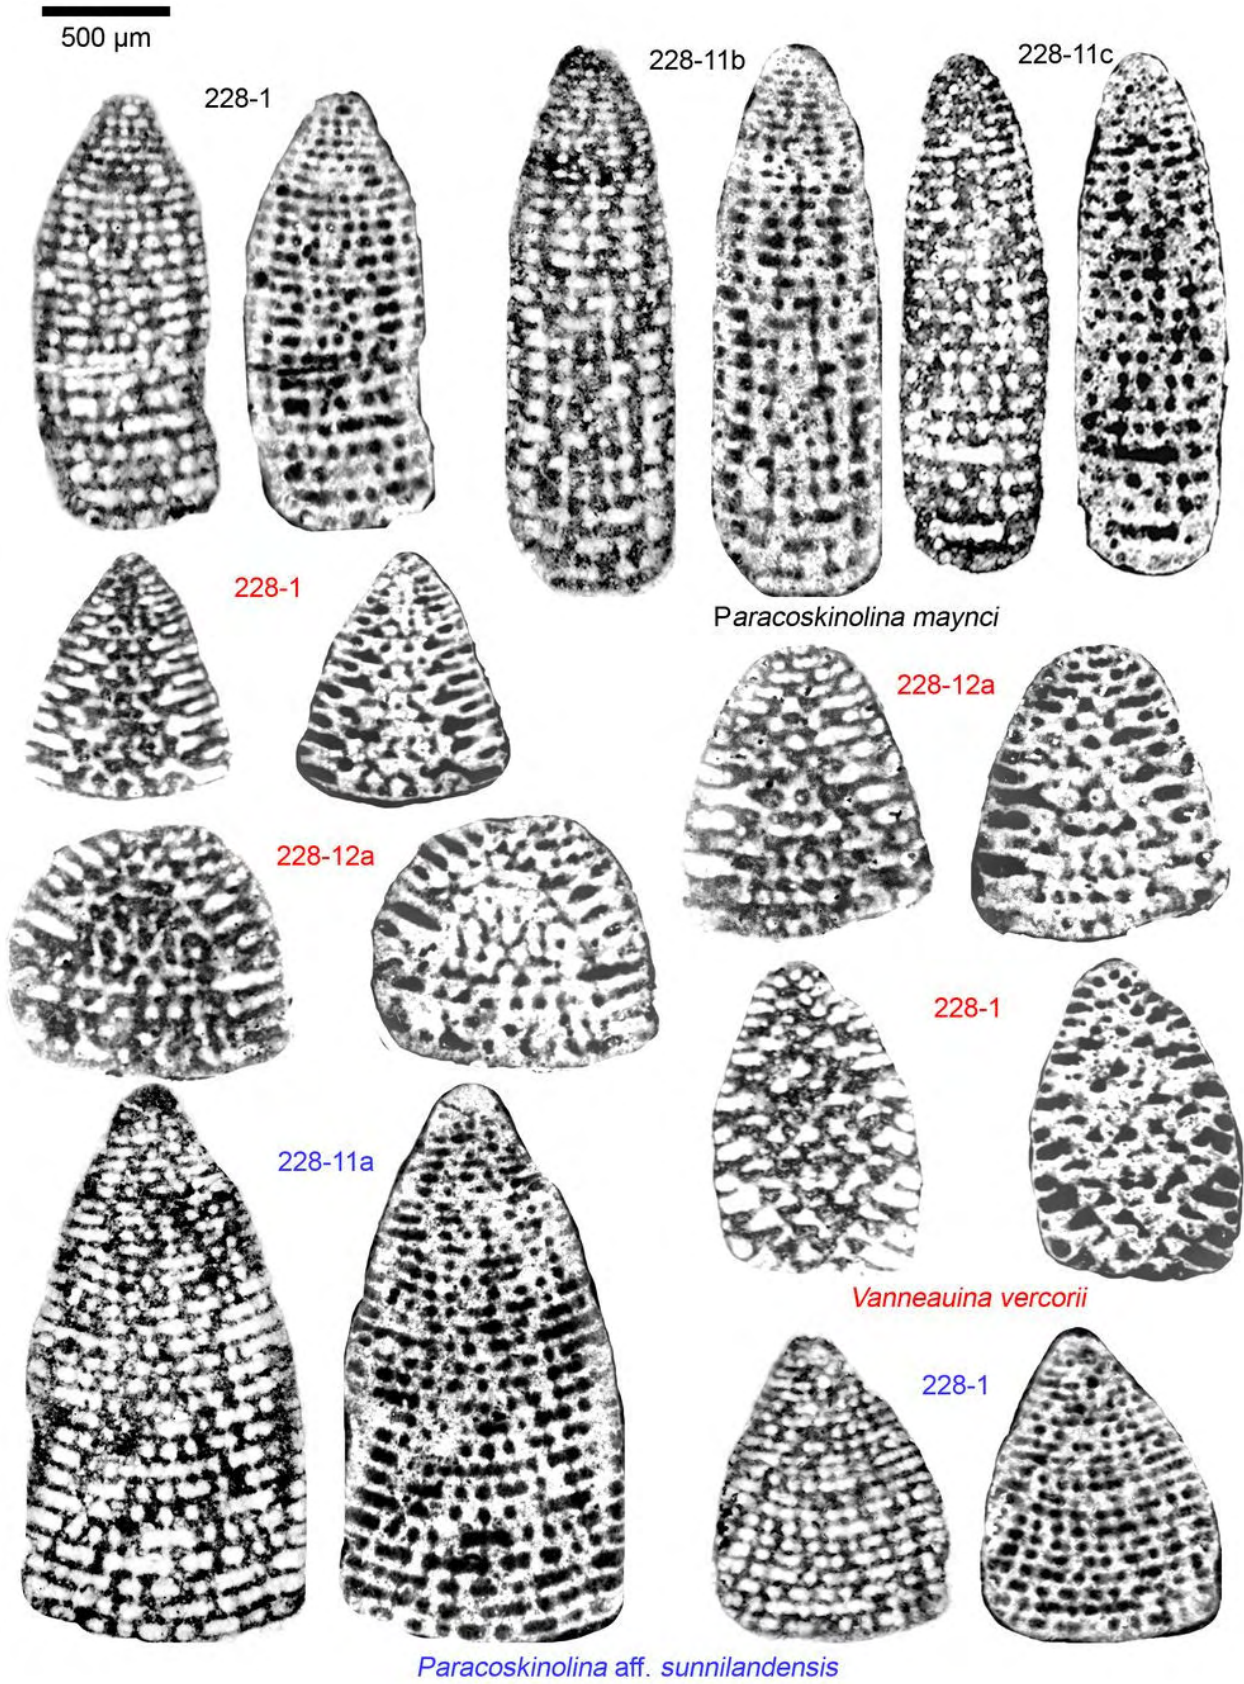 500 µm
228-1
228-11b
228-11c
228-1
Paracoskinolina maynci
228-12a
228-12a
228-1
228-11a
Vanneauina vercorii
228-1
Paracoskinolina aff. sunnilandensis